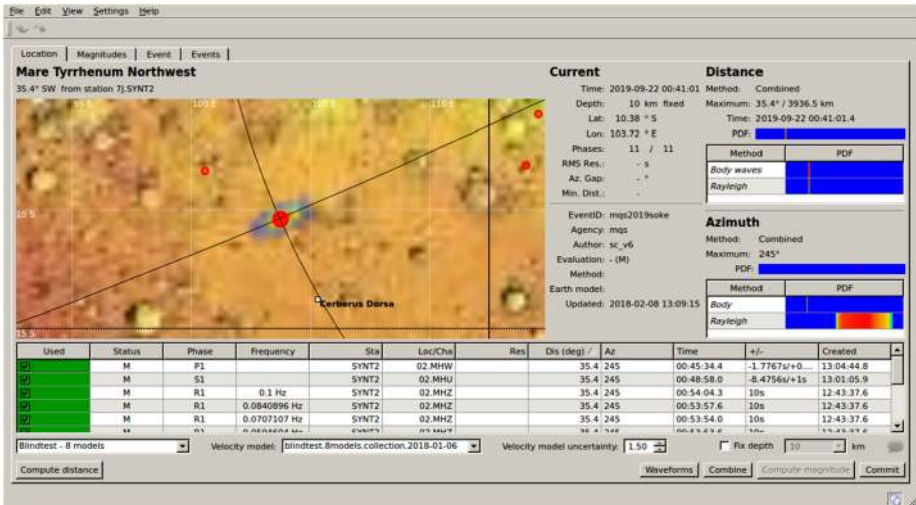 File Edit View Settings Help
Location Magnitudes Event Events
Mare Tyrrhenum Northwest
35.4° SW from station 7J.SYNT2
95 E 100 E 105 E 110 E
10 S
15 S
Cerberus Dorsa
Current
Time: 2019-09-22 00:41:01
Depth: 10 km fixed
Lat: 10.38 ° S
Lon: 103.72 ° E
Phases: 11 / 11
RMS Res.: - s
Az. Gap: - °
Min. Dist.: -
EventID: mqs2019soke
Agency: mqs
Author: sc_v6
Evaluation: - (M)
Method:
Earth model:
Updated: 2018-02-08 13:09:15
Distance
Method: Combined
Maximum: 35.4° / 3936.5 km
Time: 2019-09-22 00:41:01.4
PDF:
Method PDF
Body waves
Rayleigh
Azimuth
Method: Combined
Maximum: 245°
PDF:
Method PDF
Body
Rayleigh
Used Status Phase Frequency Sta Loc/Cha Res Dis (deg) Az Time +/- Created
M P1 SYNT2 02.MHW 35.4 245 00:45:34.4 -1.7767s/+0.... 13:04:44.8
M S1 SYNT2 02.MHU 35.4 245 00:48:58.0 -8.4756s/+1s 13:01:05.9
M R1 0.1 Hz SYNT2 02.MHZ 35.4 245 00:54:04.3 10s 12:43:37.6
M R1 0.0840896 Hz SYNT2 02.MHZ 35.4 245 00:53:57.6 10s 12:43:37.6
M R1 0.0707107 Hz SYNT2 02.MHZ 35.4 245 00:53:54.0 10s 12:43:37.6
Blindtest - 8 models Velocity model: blindtest.8models.collection.2018-01-06 Velocity model uncertainty: 1.50 Fix depth 10 km
Compute distance Waveforms Combine Compute magnitude Commit